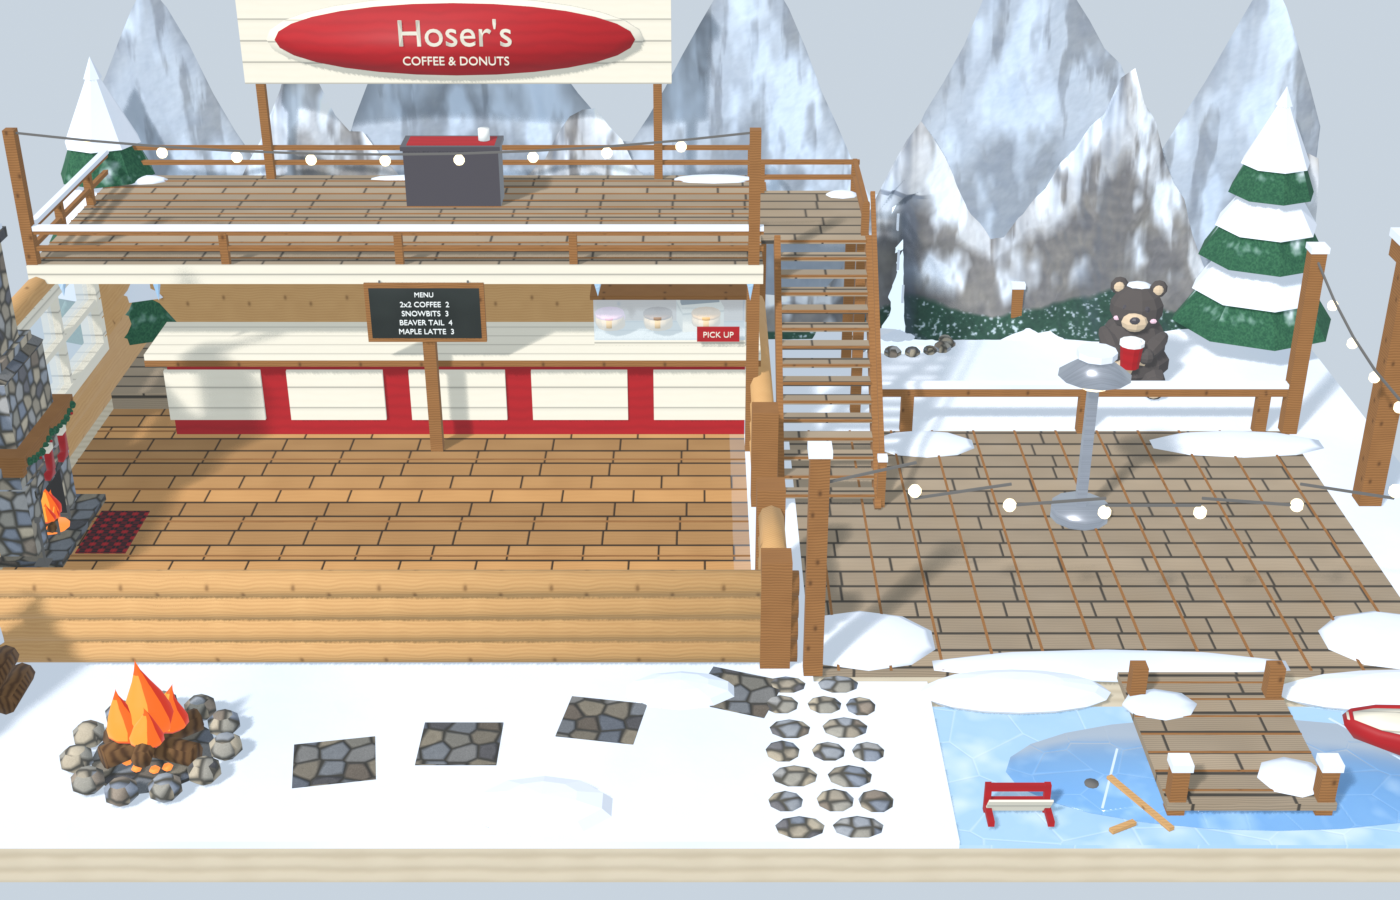 Hoser's
COFFEE & DONUTS
MENU
2x2 COFFEE 2
SNOWBITS 3
BEAVER TAIL 4
MAPLE LATTE 3
PICK UP